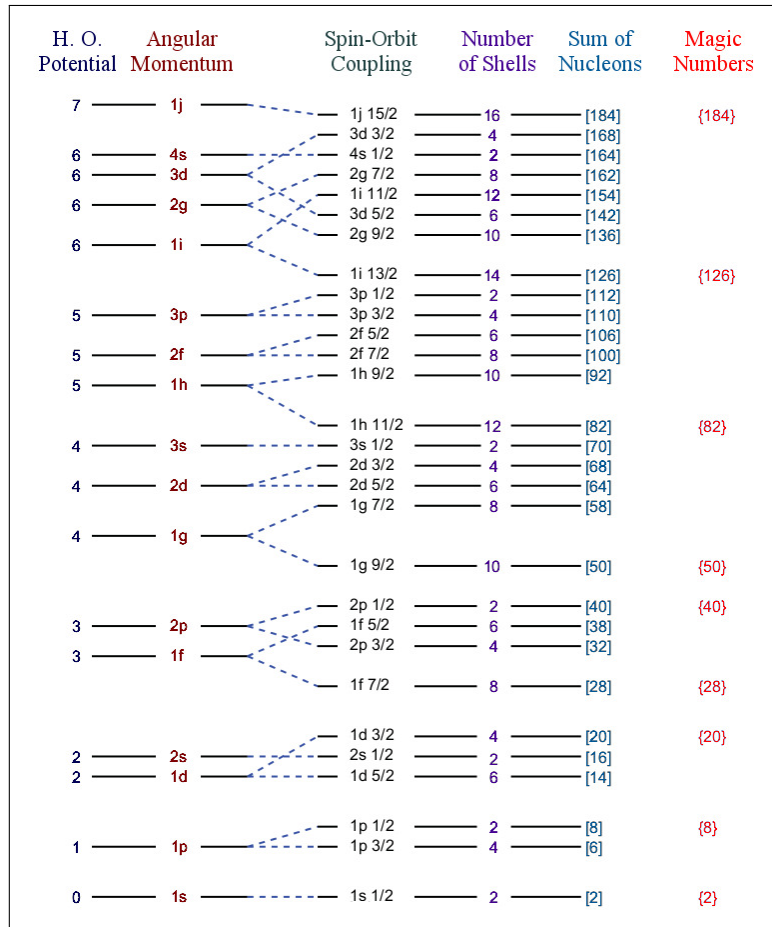 H. O. Potential Angular Momentum Spin-Orbit Coupling Number of Shells Sum of Nucleons Magic Numbers
7 1j
1j 15/2 16 [184] {184}
3d 3/2 4 [168]
6 4s 4s 1/2 2 [164]
6 3d 2g 7/2 8 [162]
1i 11/2 12 [154]
6 2g
3d 5/2 6 [142]
2g 9/2 10 [136]
6 1i
1i 13/2 14 [126] {126}
3p 1/2 2 [112]
5 3p 3p 3/2 4 [110]
2f 5/2 6 [106]
5 2f 2f 7/2 8 [100]
1h 9/2 10 [92]
5 1h
1h 11/2 12 [82] {82}
4 3s 3s 1/2 2 [70]
2d 3/2 4 [68]
4 2d 2d 5/2 6 [64]
1g 7/2 8 [58]
4 1g
1g 9/2 10 [50] {50}
2p 1/2 2 [40] {40}
3 2p 1f 5/2 6 [38]
2p 3/2 4 [32]
3 1f
1f 7/2 8 [28] {28}
1d 3/2 4 [20] {20}
2 2s 2s 1/2 2 [16]
2 1d 1d 5/2 6 [14]
1p 1/2 2 [8] {8}
1 1p 1p 3/2 4 [6]
0 1s 1s 1/2 2 [2] {2}